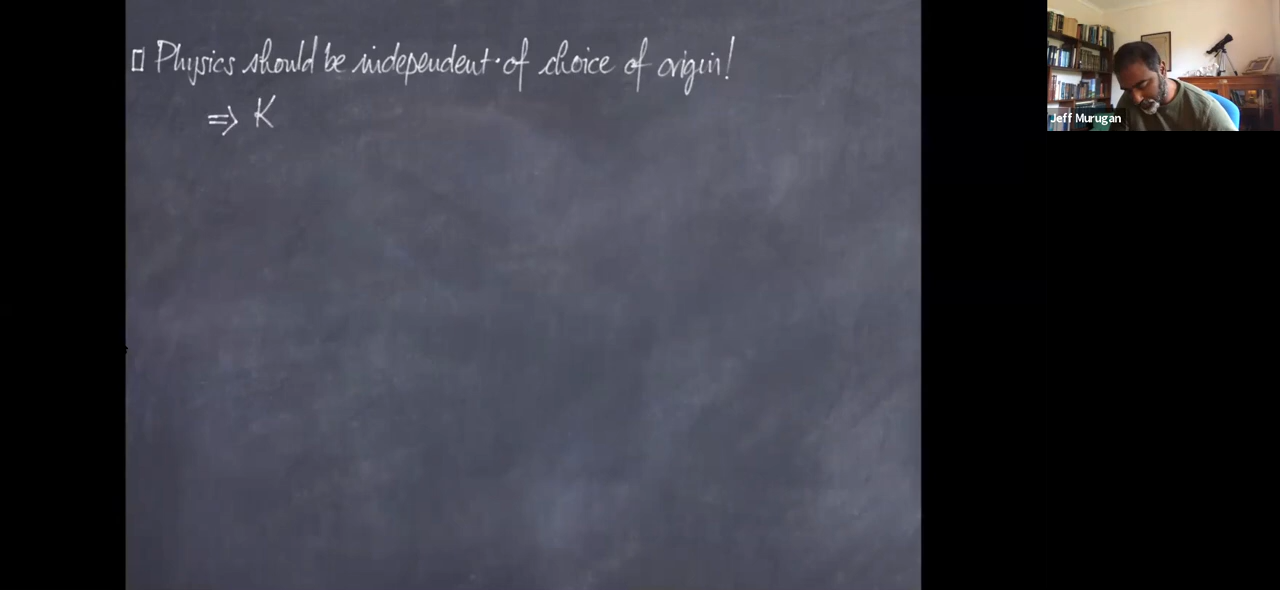 □ Physics should be independent of choice of origin!
⇒ K
Jeff Murugan